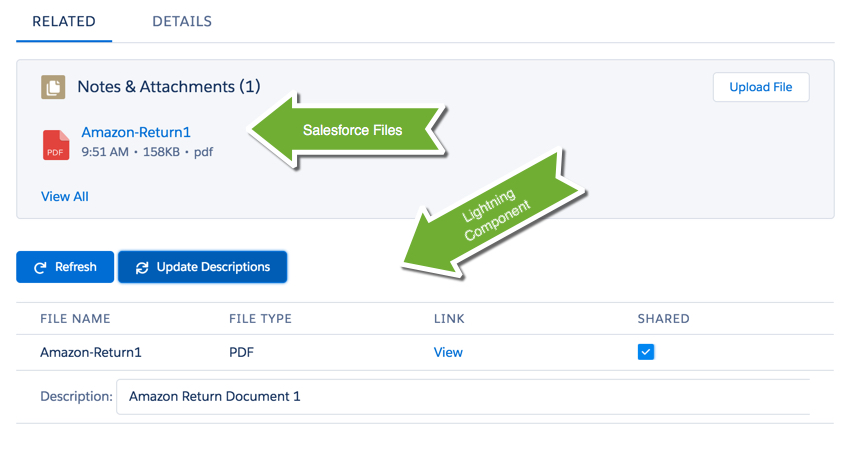 RELATED DETAILS
Notes & Attachments (1)
Upload File
PDF
Amazon-Return1
9:51 AM • 158KB • pdf
Salesforce Files
View All
Lightning
Component
Refresh
Update Descriptions
FILE NAME FILE TYPE LINK SHARED
Amazon-Return1 PDF View
Description: Amazon Return Document 1